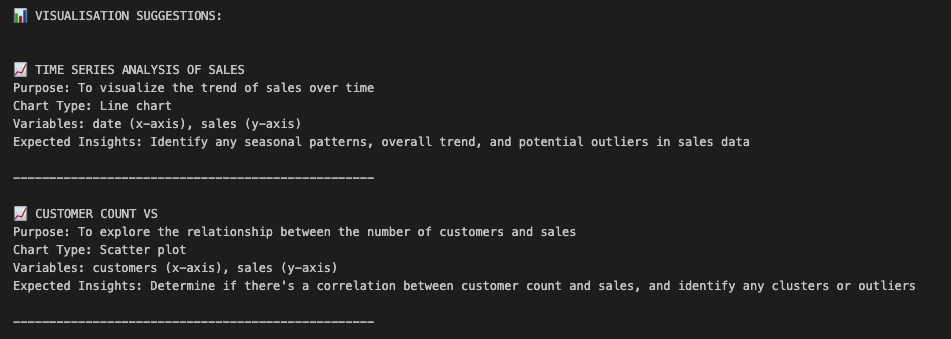 📊 VISUALISATION SUGGESTIONS:
📈 TIME SERIES ANALYSIS OF SALES
Purpose: To visualize the trend of sales over time
Chart Type: Line chart
Variables: date (x-axis), sales (y-axis)
Expected Insights: Identify any seasonal patterns, overall trend, and potential outliers in sales data
--------------------------------------------------
📈 CUSTOMER COUNT VS
Purpose: To explore the relationship between the number of customers and sales
Chart Type: Scatter plot
Variables: customers (x-axis), sales (y-axis)
Expected Insights: Determine if there's a correlation between customer count and sales, and identify any clusters or outliers
--------------------------------------------------